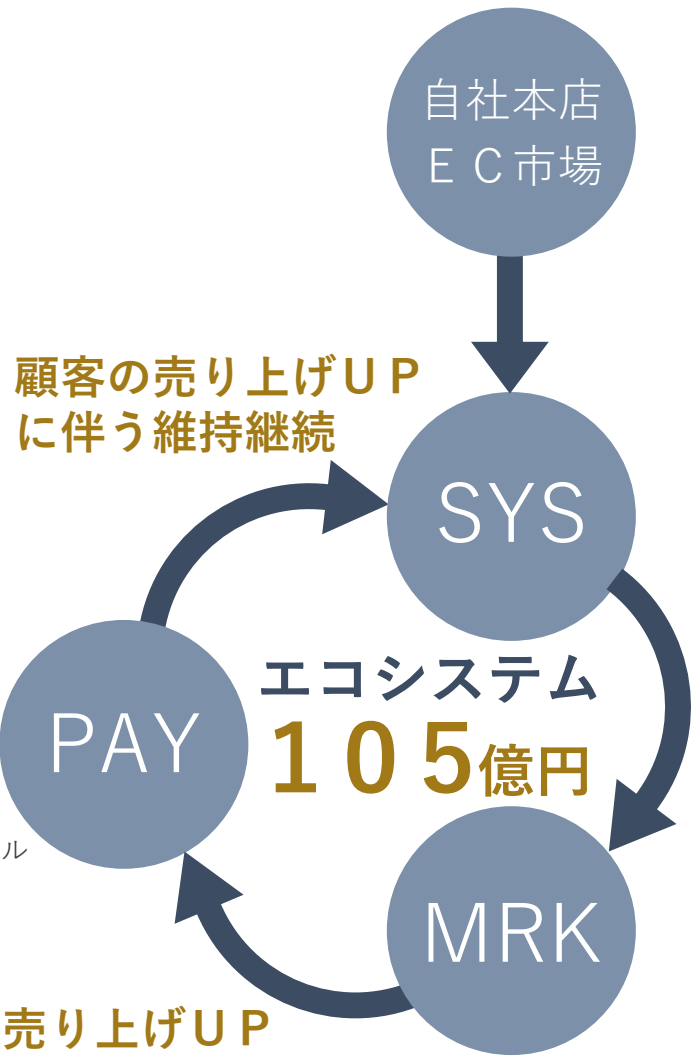 自社本店
ＥＣ市場
顧客の売り上げＵＰ
に伴う維持継続
SYS
エコシステム
１０５億円
PAY
ル
MRK
売り上げＵＰ